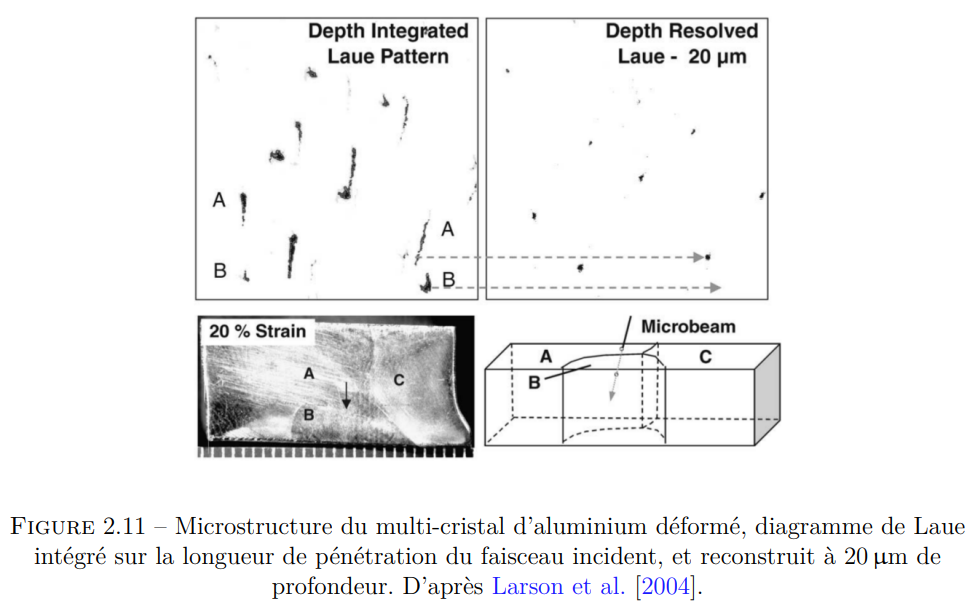 Depth Integrated
Laue Pattern
Depth Resolved
Laue - 20 μm
A
A
B
B
20 % Strain
A
C
B
Microbeam
A
C
B
FIGURE 2.11 – Microstructure du multi-cristal d'aluminium déformé, diagramme de Laue
intégré sur la longueur de pénétration du faisceau incident, et reconstruit à 20 μm de
profondeur. D'après Larson et al. [2004].